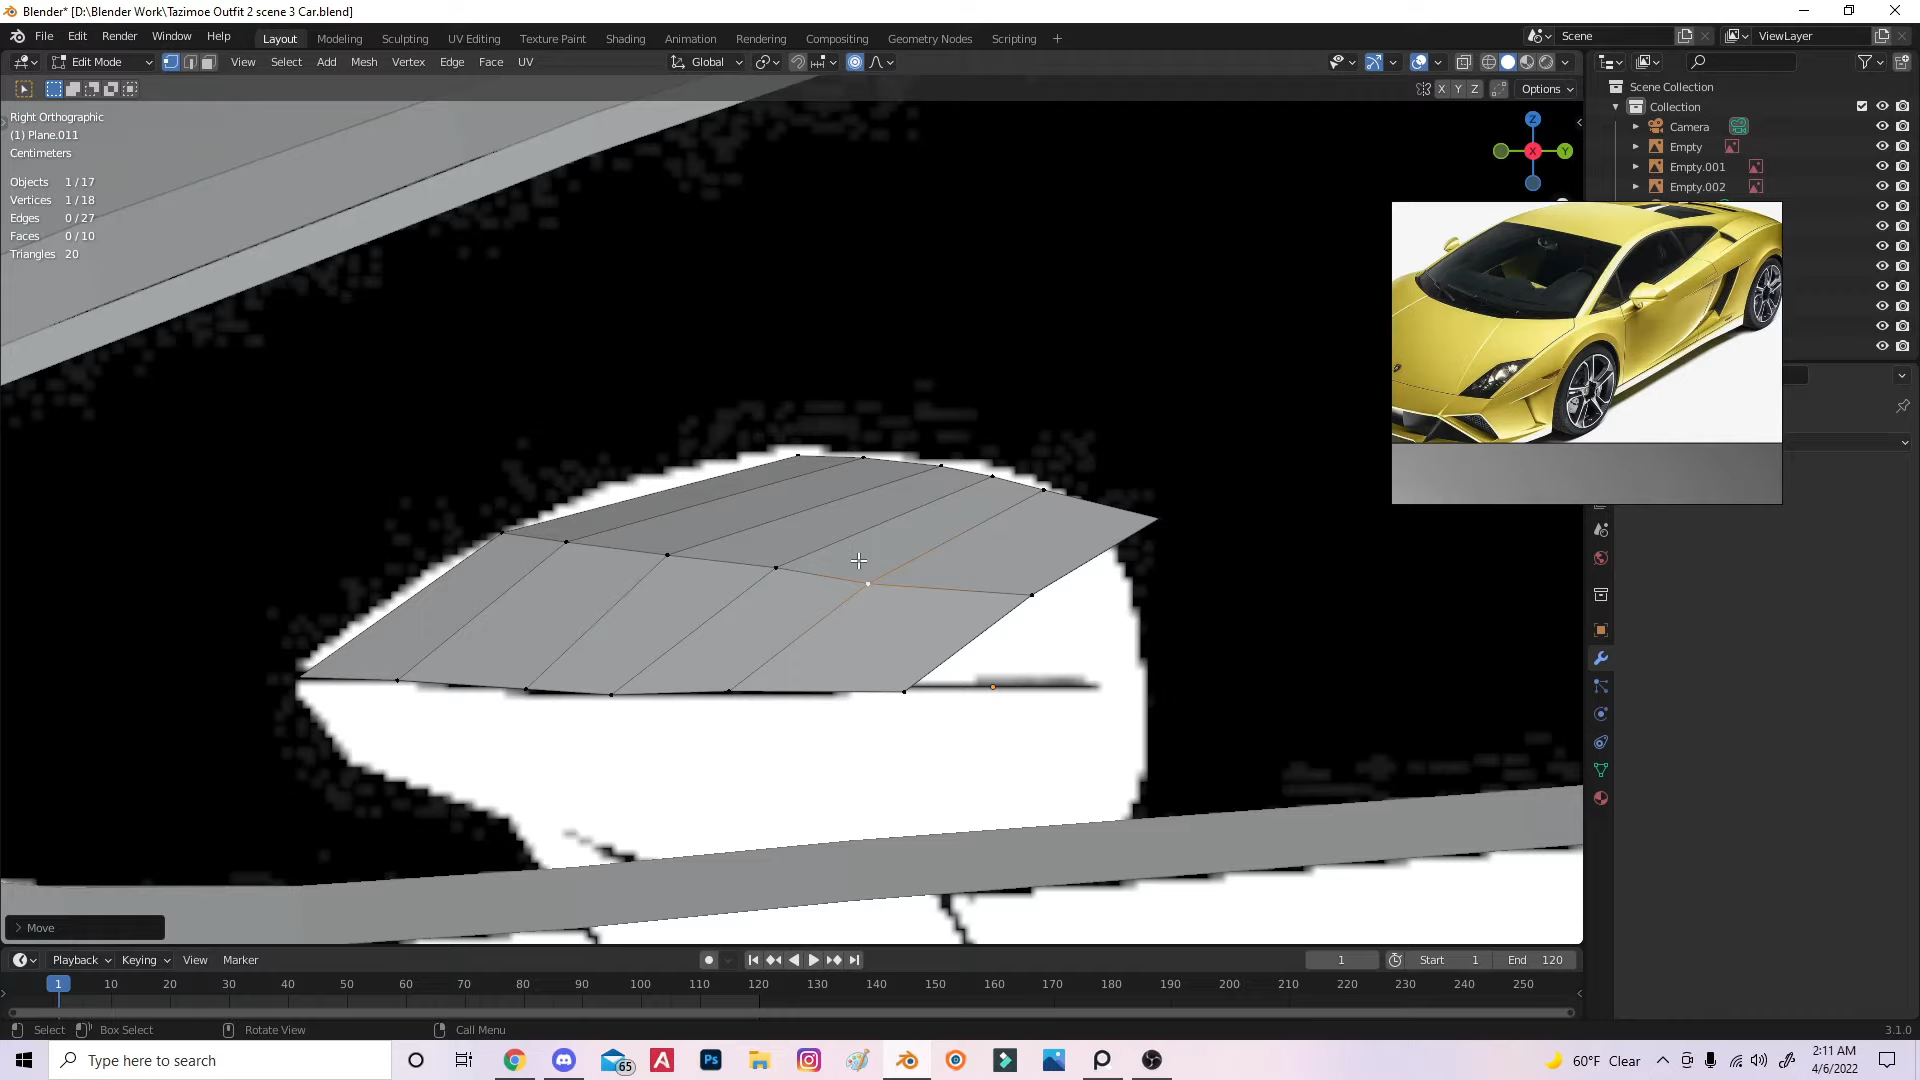 Blender* [D:\Blender Work\Tazimoe Outfit 2 scene 3 Car.blend]
File Edit Render Window Help
Layout Modeling Sculpting UV Editing Texture Paint Shading Animation Rendering Compositing Geometry Nodes Scripting +
Scene
ViewLayer
Edit Mode
View Select Add Mesh Vertex Edge Face UV
Global
X Y Z
Options
Right Orthographic
(1) Plane.011
Centimeters
Objects 1 / 17
Vertices 1 / 18
Edges 0 / 27
Faces 0 / 10
Triangles 20
Z
X
Y
Scene Collection
Collection
Camera
Empty
Empty.001
Empty.002
Move
Playback Keying View Marker
1
Start 1
End 120
1 10 20 30 40 50 60 70 80 90 100 110 120 130 140 150 160 170 180 190 200 210 220 230 240 250
Select Box Select Rotate View Call Menu
3.1.0
Type here to search
65
Ps
60°F Clear
2:11 AM
4/6/2022